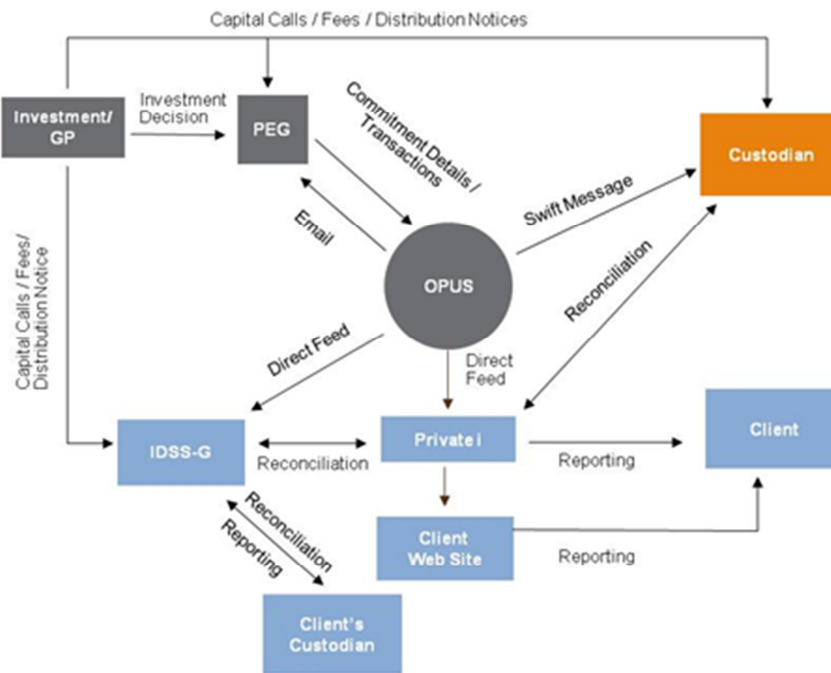 Capital Calls / Fees / Distribution Notices
Investment/
GP
Investment
Decision
PEG
Commitment Details /
Transactions
Custodian
Email
Swift Message
OPUS
Reconciliation
Capital Calls / Fees/
Distribution Notice
Direct Feed
Direct
Feed
IDSS-G
Reconciliation
Private i
Reporting
Client
Reconciliation
Reporting
Client
Web Site
Reporting
Client's
Custodian